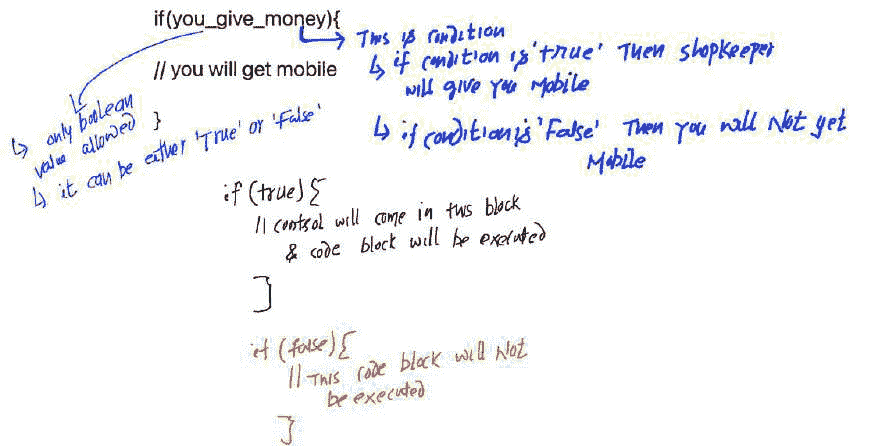 if(you_give_money){
// you will get mobile
}
This is condition
↳ if condition is 'true' Then shopkeeper
will give you Mobile
↳ if condition is 'False' Then you will Not get
Mobile
↳ only boolean
value allowed
↳ it can be either 'True' or 'False'
if (true) {
// control will come in this block
& code block will be executed
}
if (false) {
// This code block will Not
be executed
}